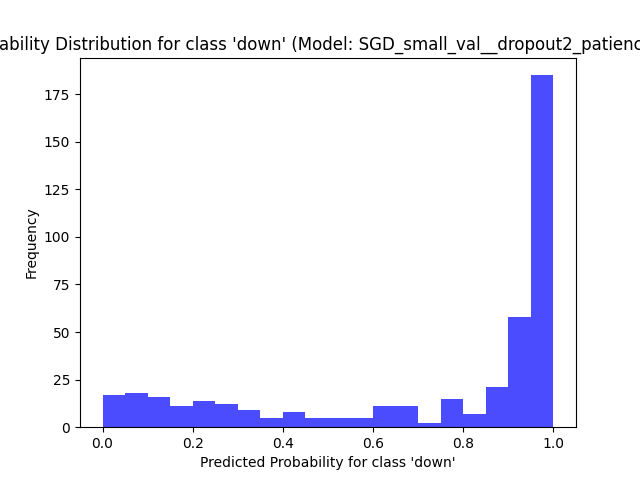 ability Distribution for class 'down' (Model: SGD_small_val__dropout2_patienc
175
150
125
100
75
50
25
0
Frequency
0.0 0.2 0.4 0.6 0.8 1.0
Predicted Probability for class 'down'